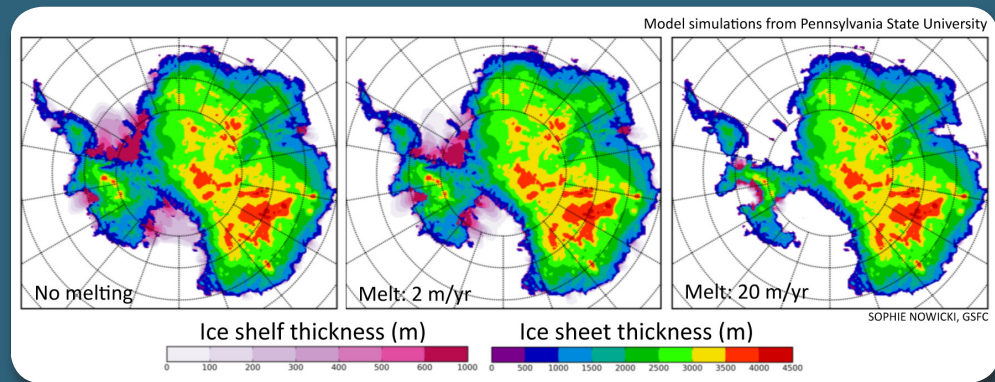 Model simulations from Pennsylvania State University
No melting
Melt: 2 m/yr
Melt: 20 m/yr
SOPHIE NOWICKI, GSFC
Ice shelf thickness (m)
Ice sheet thickness (m)
0 100 200 300 400 500 600 1000
0 500 1000 1500 2000 2500 3000 3500 4000 4500